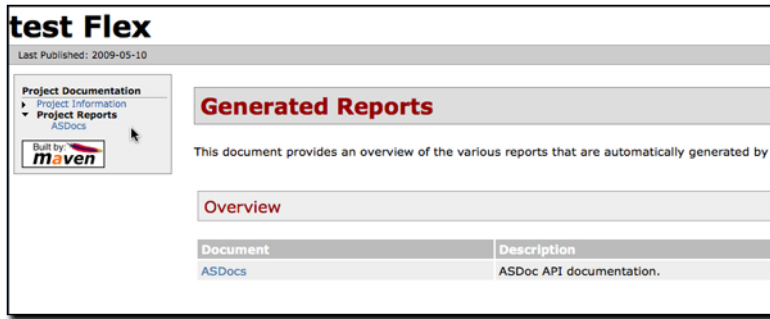 test Flex
Last Published: 2009-05-10
Project Documentation
Project Information
Project Reports
ASDocs
Built by:
maven
Generated Reports
This document provides an overview of the various reports that are automatically generated by
Overview
Document Description
ASDocs ASDoc API documentation.